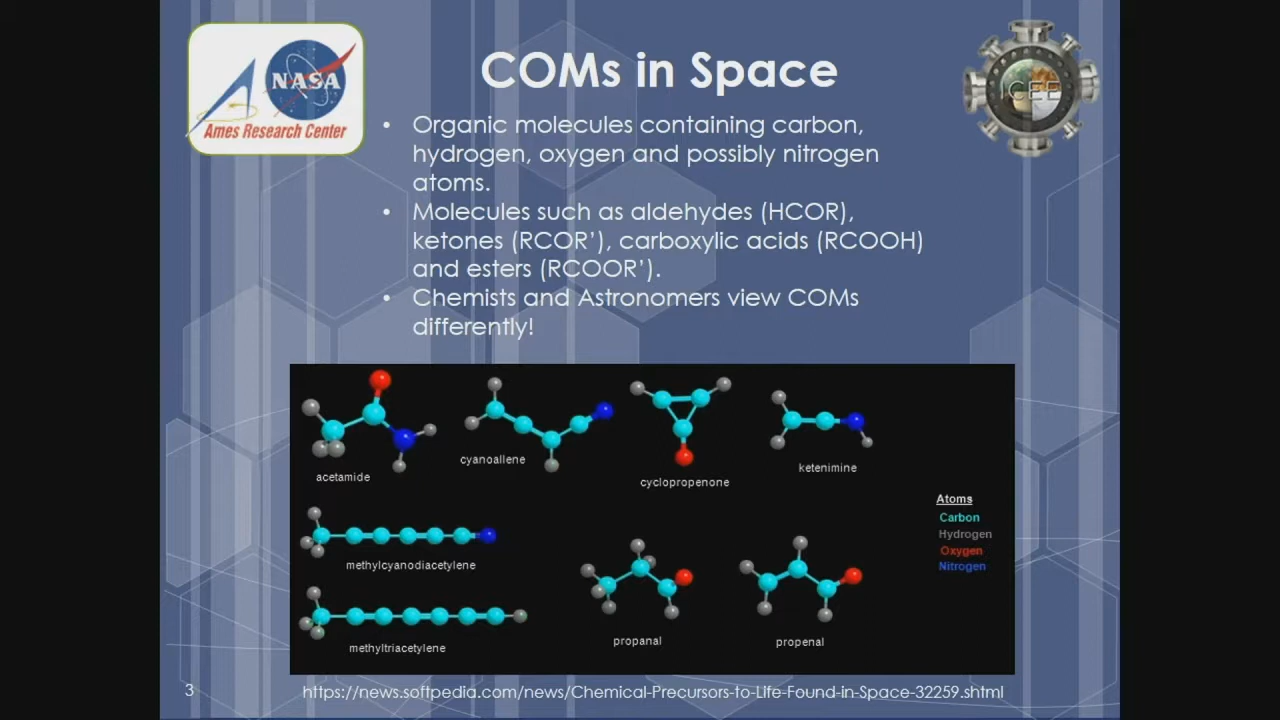 COMs in Space
NASA
Ames Research Center
ICEE
• Organic molecules containing carbon,
hydrogen, oxygen and possibly nitrogen
atoms.
• Molecules such as aldehydes (HCOR),
ketones (RCOR’), carboxylic acids (RCOOH)
and esters (RCOOR’).
• Chemists and Astronomers view COMs
differently!
acetamide
cyanoallene
cyclopropenone
ketenimine
Atoms
Carbon
Hydrogen
Oxygen
Nitrogen
methylcyanodiacetylene
methyltriacetylene
propanal
propenal
3
https://news.softpedia.com/news/Chemical-Precursors-to-Life-Found-in-Space-32259.shtml